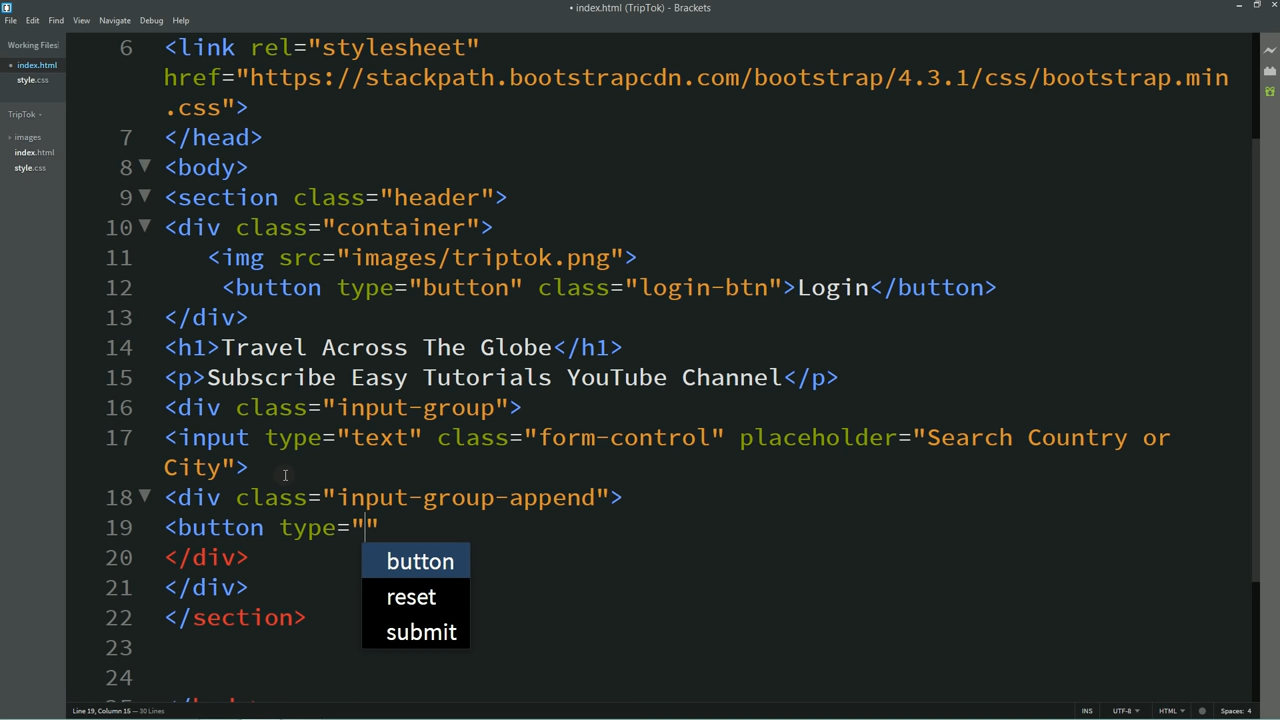 • index.html (TripTok) - Brackets
File Edit Find View Navigate Debug Help
Working Files
• index.html
style.css
TripTok
images
index.html
style.css
6 <link rel="stylesheet"
href="https://stackpath.bootstrapcdn.com/bootstrap/4.3.1/css/bootstrap.min
.css">
7 </head>
8 <body>
9 <section class="header">
10 <div class="container">
11 <img src="images/triptok.png">
12 <button type="button" class="login-btn">Login</button>
13 </div>
14 <h1>Travel Across The Globe</h1>
15 <p>Subscribe Easy Tutorials YouTube Channel</p>
16 <div class="input-group">
17 <input type="text" class="form-control" placeholder="Search Country or
City">
18 <div class="input-group-append">
19 <button type=""
button
20 </div>
reset
21 </div>
22 </section>
submit
23
24
Line 19, Column 15 — 30 Lines
INS UTF-8 HTML Spaces: 4